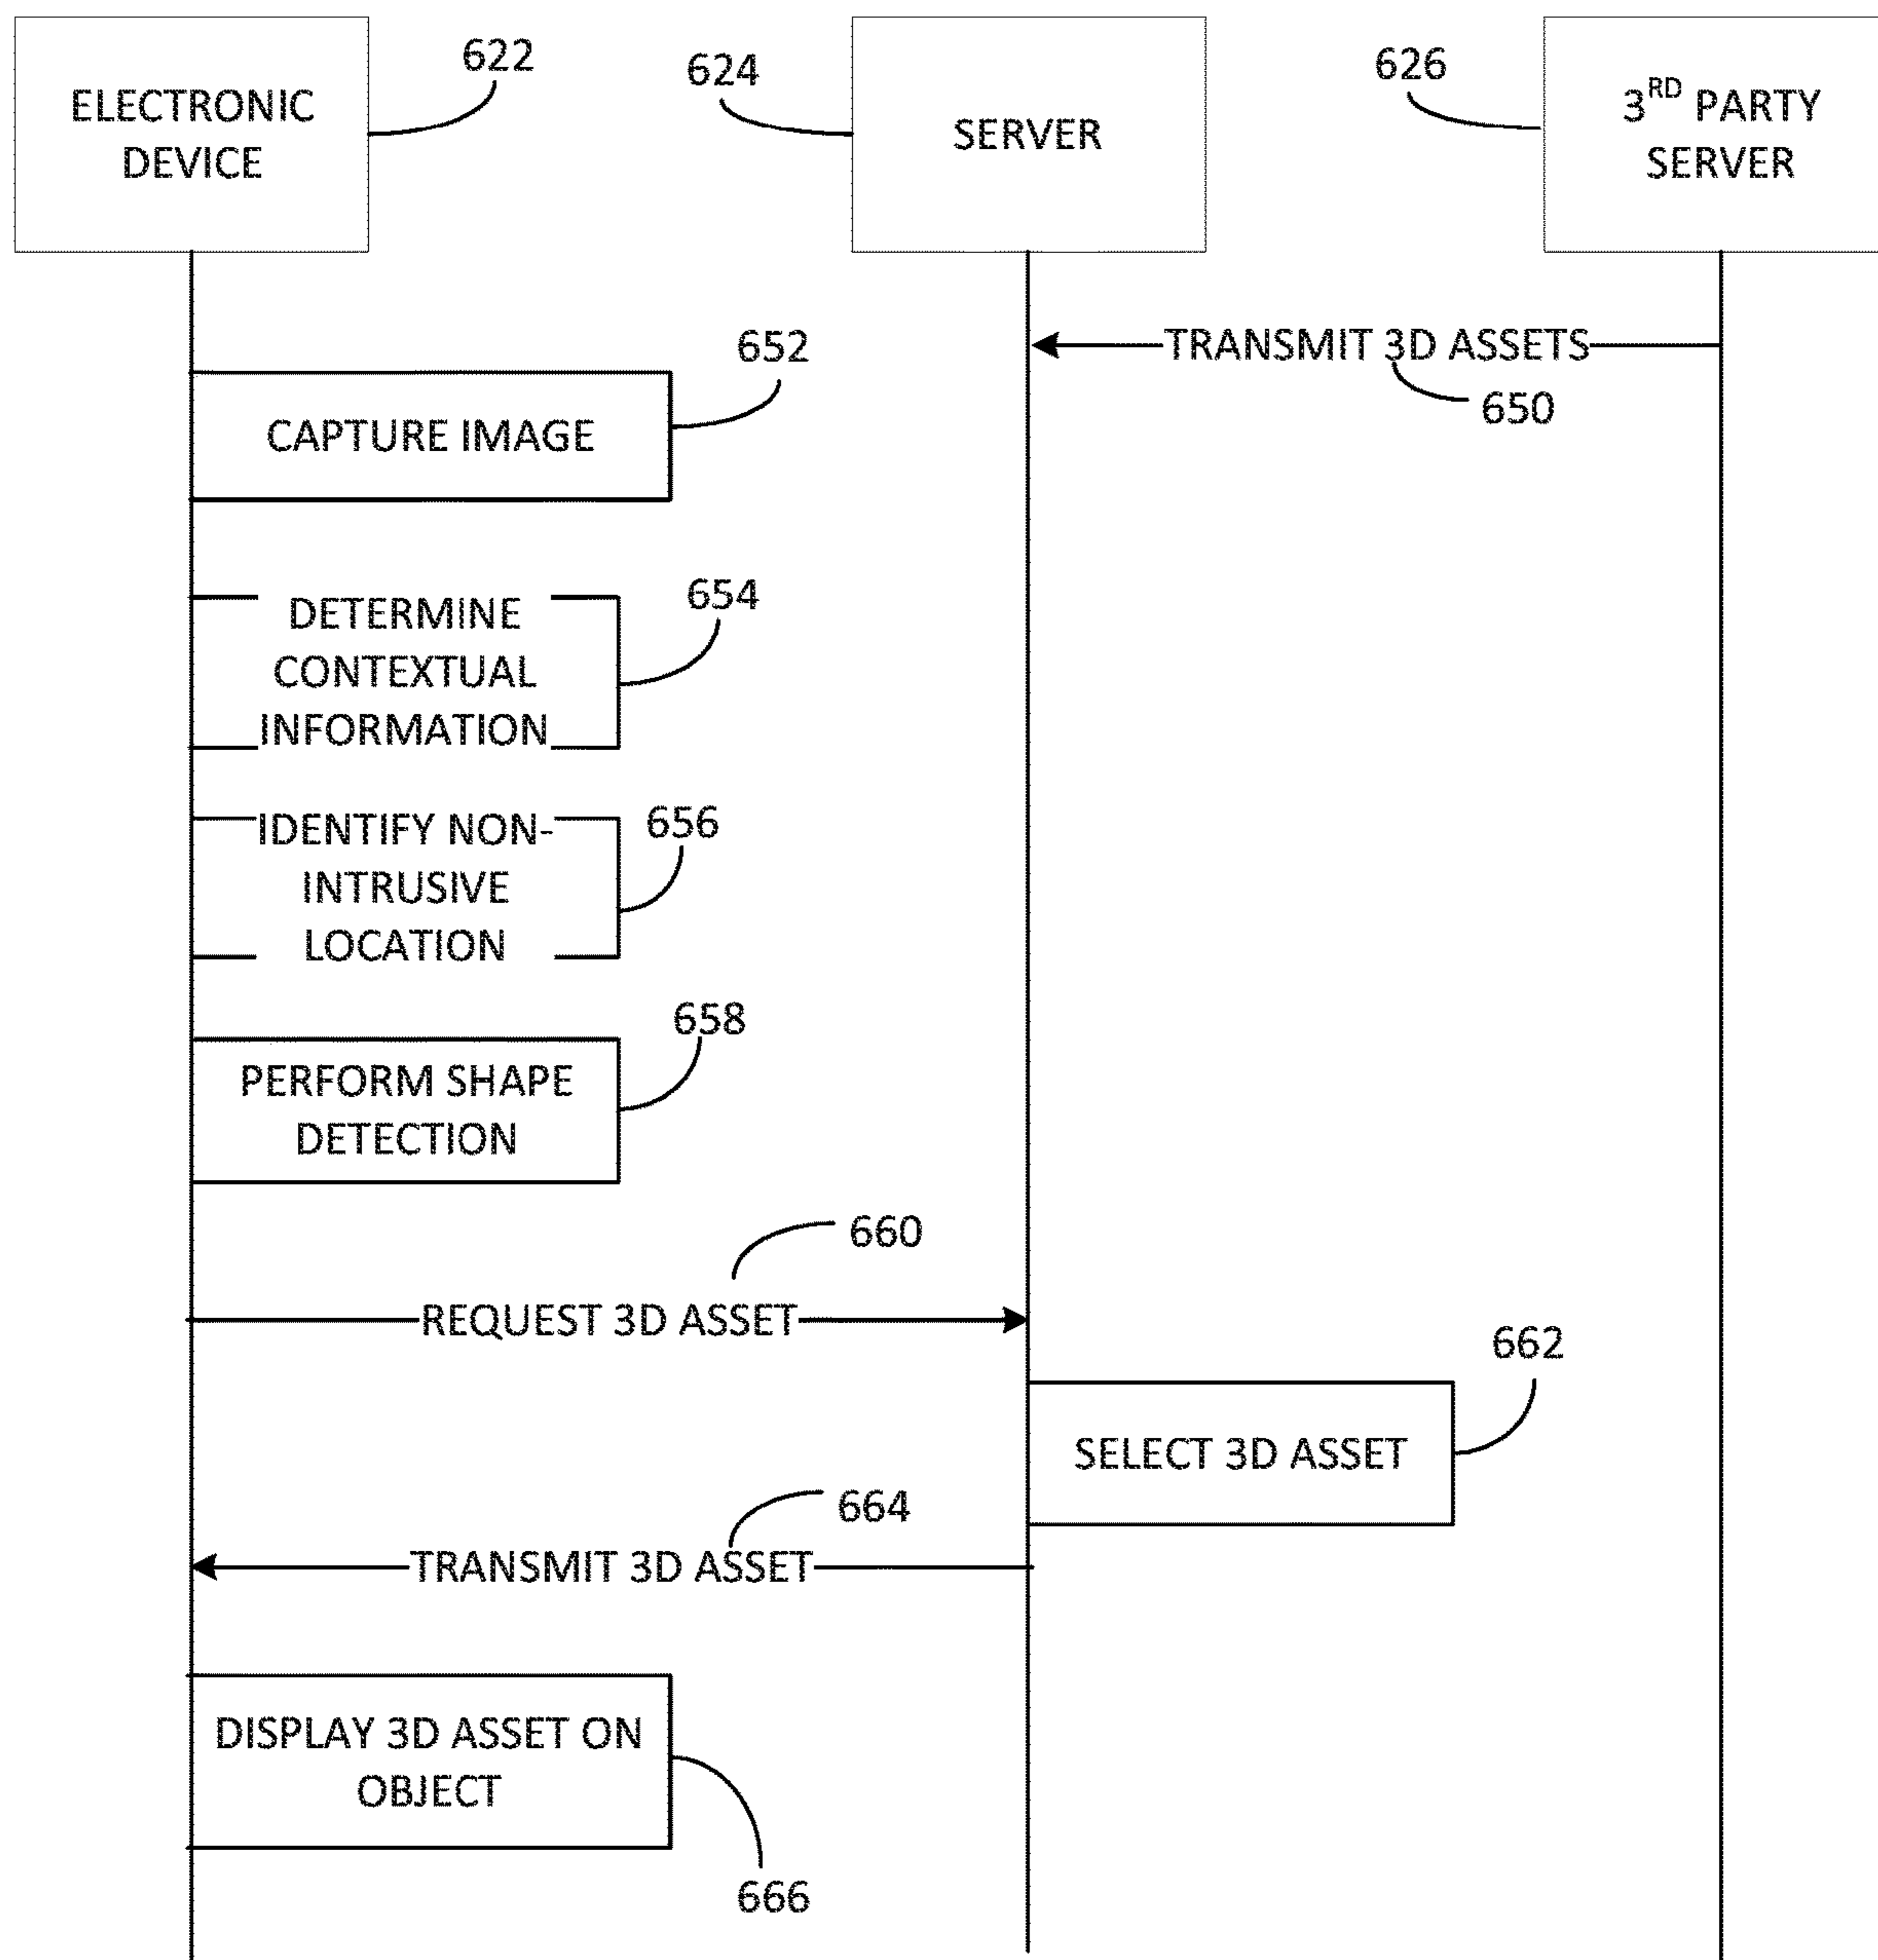 ELECTRONIC
DEVICE
622
624
SERVER
626
3RD PARTY
SERVER
TRANSMIT 3D ASSETS
650
652
CAPTURE IMAGE
654
DETERMINE
CONTEXTUAL
INFORMATION
656
IDENTIFY NON-
INTRUSIVE
LOCATION
658
PERFORM SHAPE
DETECTION
660
REQUEST 3D ASSET
662
SELECT 3D ASSET
664
TRANSMIT 3D ASSET
DISPLAY 3D ASSET ON
OBJECT
666